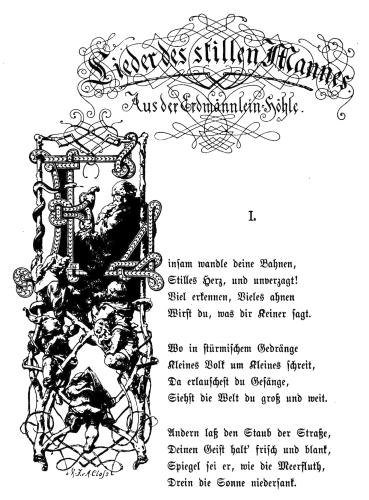 Lieder des stillen Mannes.
Aus der Erdmännlein-Höhle.
I.
Einsam wandle deine Bahnen,
Stilles Herz, und unverzagt!
Viel erkennen, Vieles ahnen
Wirst du, was dir Keiner sagt.
Wo in stürmischem Gedränge
Kleines Volk um Kleines schreit,
Da erlauschest du Gesänge,
Siehst die Welt du groß und weit.
Andern laß den Staub der Straße,
Deinen Geist halt' frisch und blank,
Spiegel sei er, wie die Meerfluth,
Drein die Sonne niedersank.